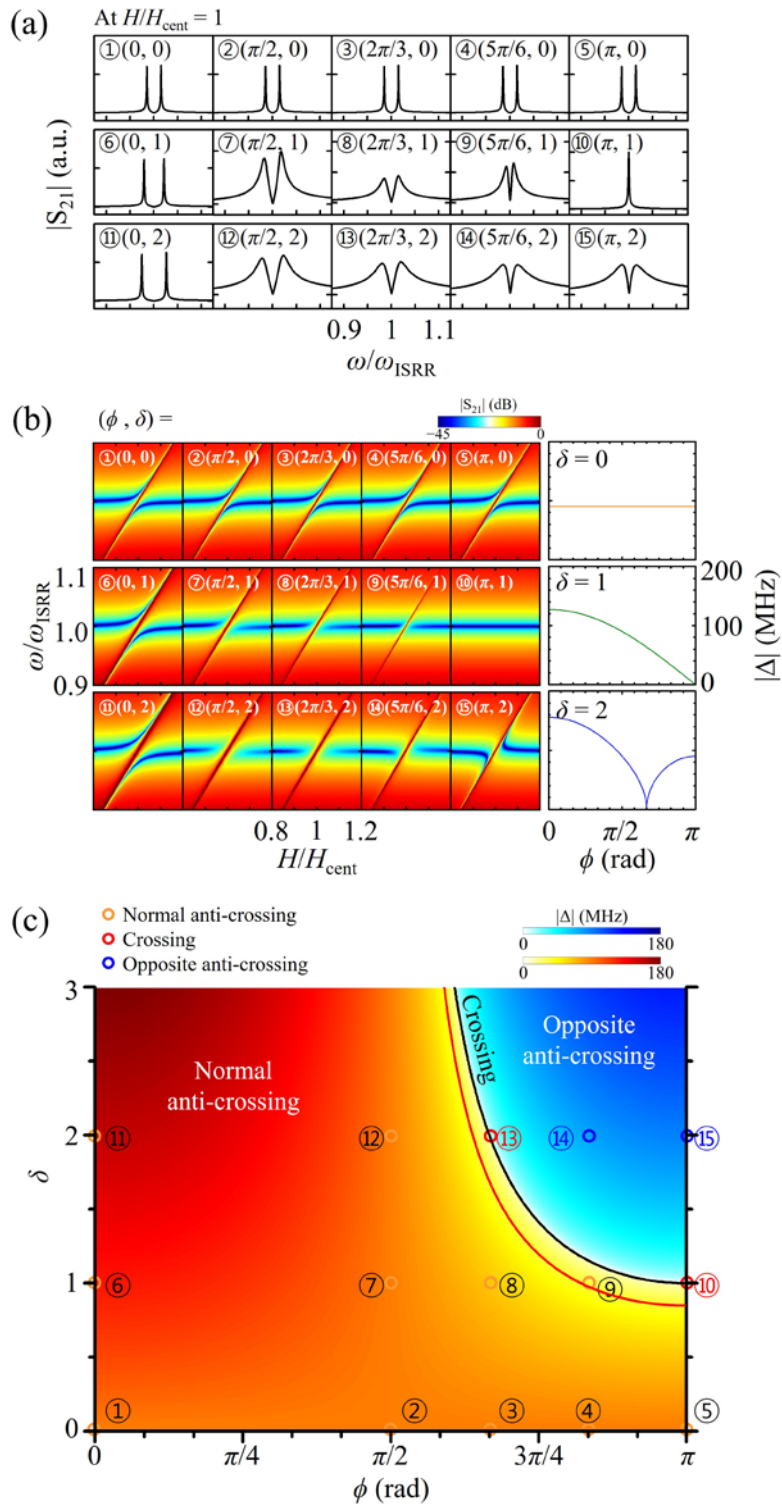 (a)
At H/H_cent = 1
①(0, 0) ②(π/2, 0) ③(2π/3, 0) ④(5π/6, 0) ⑤(π, 0)
⑥(0, 1) ⑦(π/2, 1) ⑧(2π/3, 1) ⑨(5π/6, 1) ⑩(π, 1)
⑪(0, 2) ⑫(π/2, 2) ⑬(2π/3, 2) ⑭(5π/6, 2) ⑮(π, 2)
|S₂₁| (a.u.)
0.9 1 1.1
ω/ω_ISRR
(b)
(ϕ , δ) =
|S₂₁| (dB)
−45 0
①(0, 0) ②(π/2, 0) ③(2π/3, 0) ④(5π/6, 0) ⑤(π, 0) δ = 0
⑥(0, 1) ⑦(π/2, 1) ⑧(2π/3, 1) ⑨(5π/6, 1) ⑩(π, 1) δ = 1
⑪(0, 2) ⑫(π/2, 2) ⑬(2π/3, 2) ⑭(5π/6, 2) ⑮(π, 2) δ = 2
1.1
1.0
0.9
ω/ω_ISRR
200
100
0
|Δ| (MHz)
0.8 1 1.2
H/H_cent
0 π/2 π
ϕ (rad)
(c)
Normal anti-crossing
Crossing
Opposite anti-crossing
|Δ| (MHz)
0 180
0 180
3
2
1
0
δ
Normal
anti-crossing
Crossing
Opposite
anti-crossing
⑪ ⑫ ⑬ ⑭ ⑮
⑥ ⑦ ⑧ ⑨ ⑩
① ② ③ ④ ⑤
0 π/4 π/2 3π/4 π
ϕ (rad)